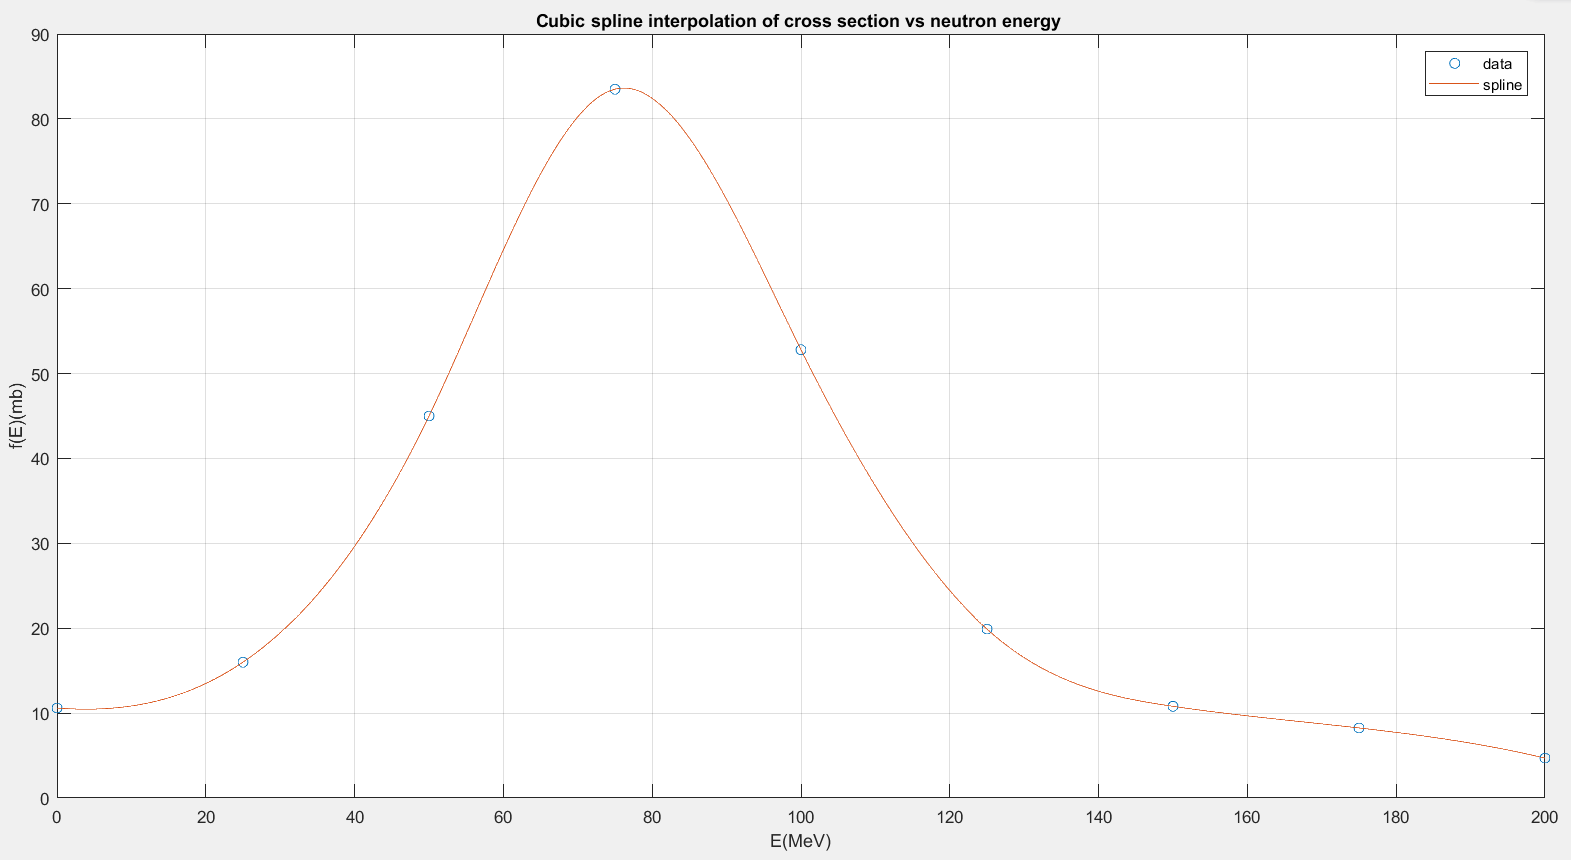 Cubic spline interpolation of cross section vs neutron energy
90
80
70
60
50
40
30
20
10
0
f(E)(mb)
data
spline
0 20 40 60 80 100 120 140 160 180 200
E(MeV)